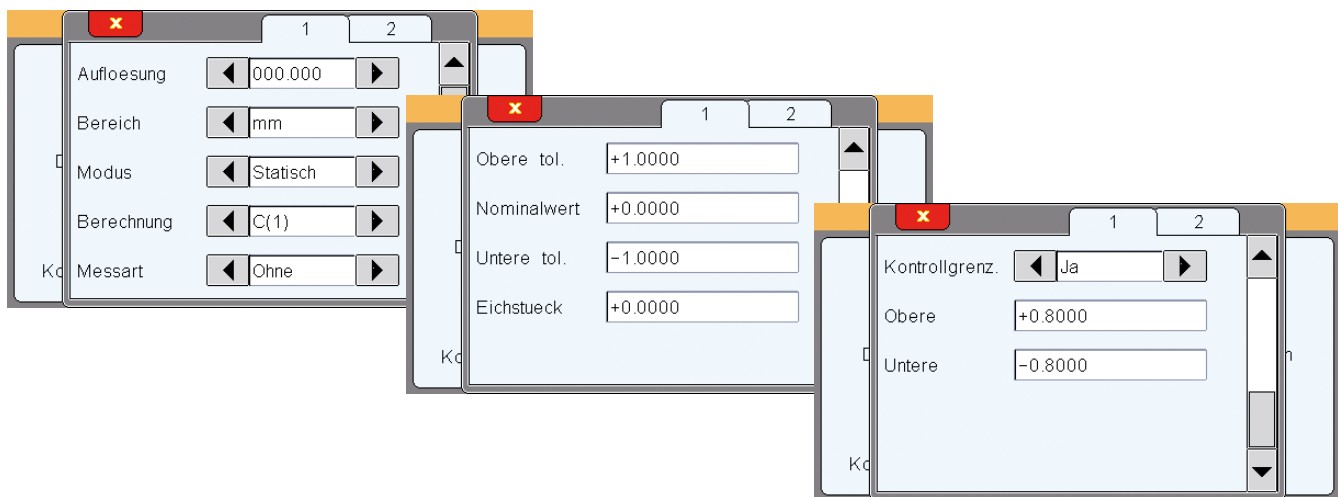 x
1 2
Aufloesung 000.000
Bereich mm
Modus Statisch
Berechnung C(1)
Messart Ohne
x
1 2
Obere tol. +1.0000
Nominalwert +0.0000
Untere tol. −1.0000
Eichstueck +0.0000
x
1 2
Kontrollgrenz. Ja
Obere +0.8000
Untere −0.8000